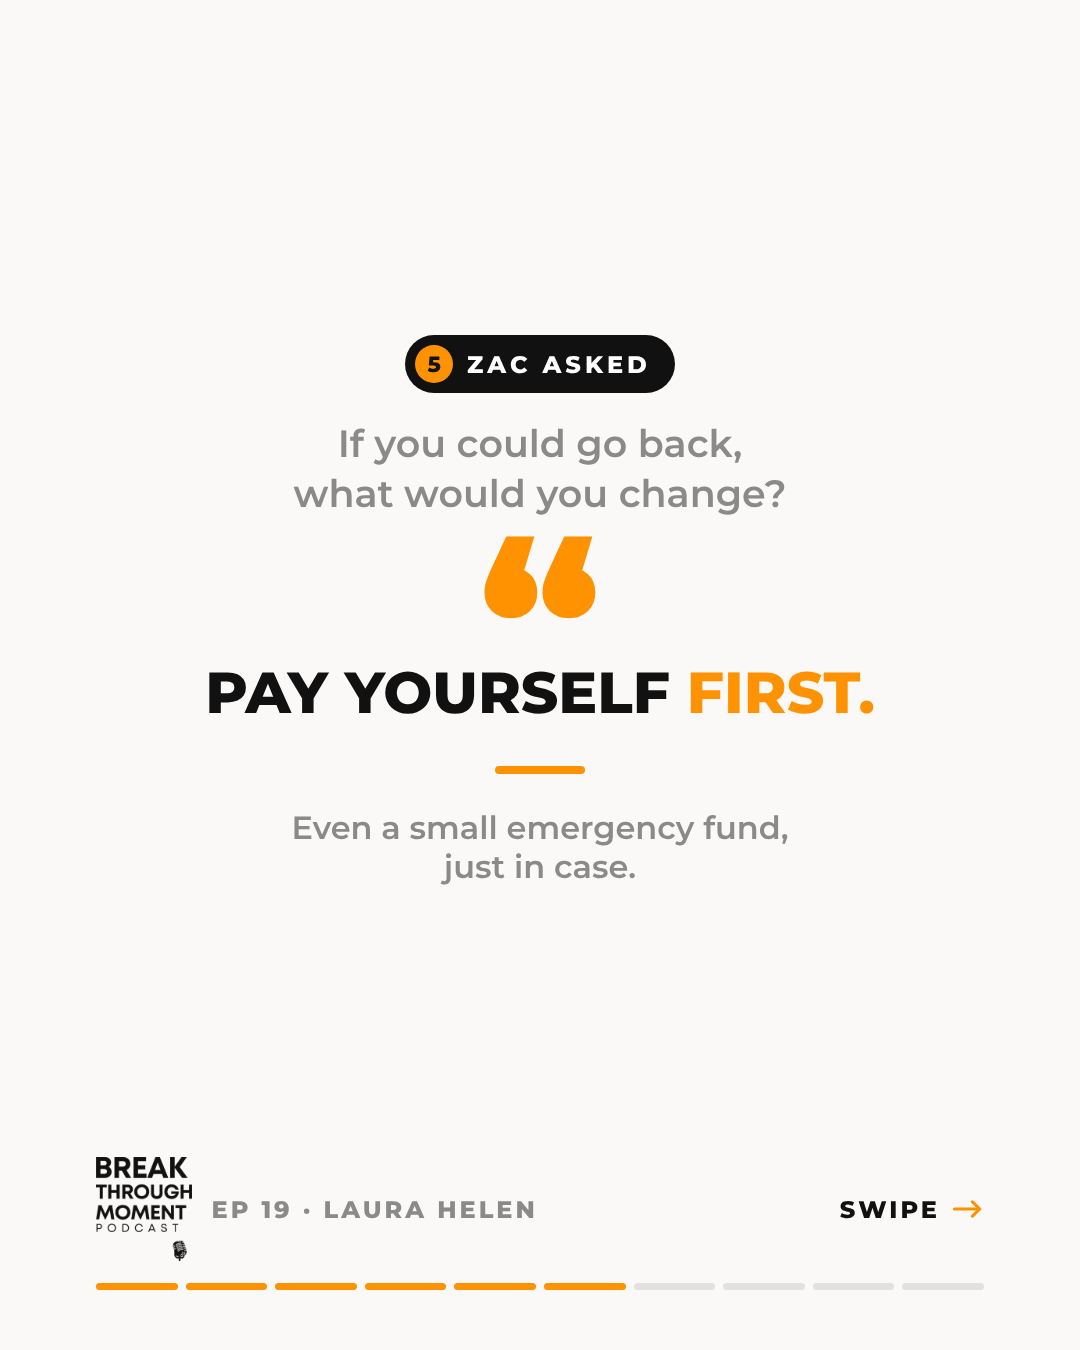 5 ZAC ASKED
If you could go back,
what would you change?
“
PAY YOURSELF FIRST.
Even a small emergency fund,
just in case.
BREAK
THROUGH
MOMENT
PODCAST
EP 19 · LAURA HELEN
SWIPE →